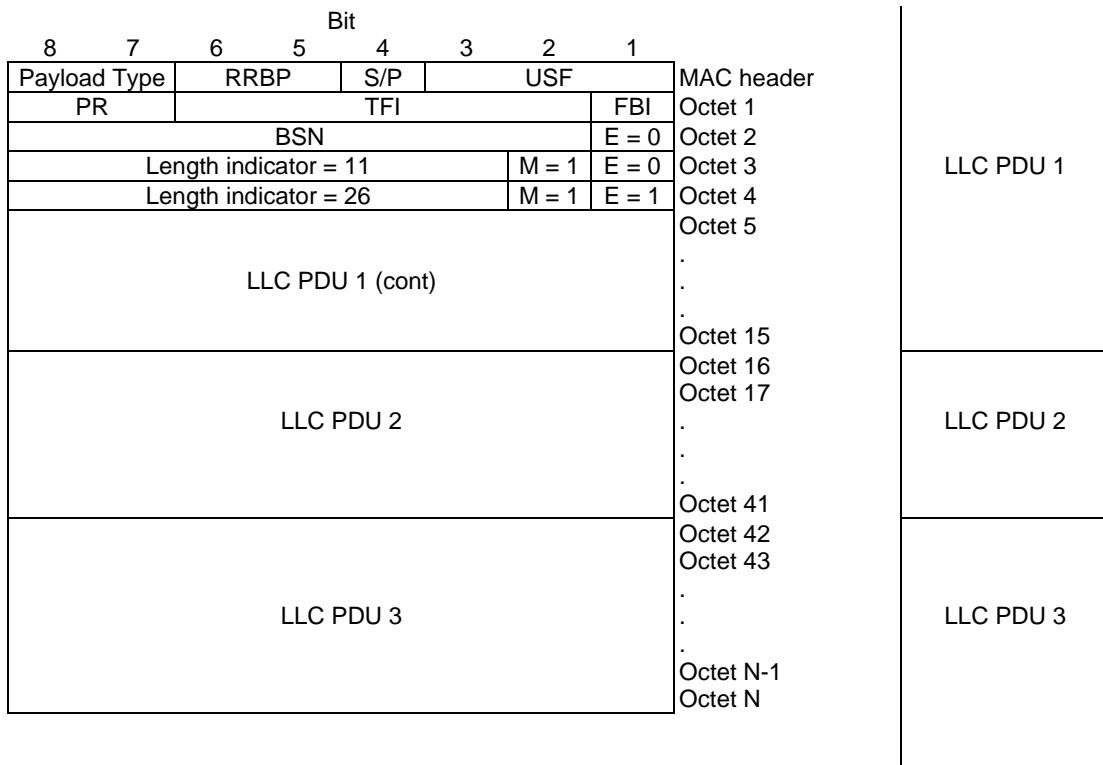 Bit
8 7 6 5 4 3 2 1
Payload Type RRBP S/P USF MAC header
PR TFI FBI Octet 1
BSN E = 0 Octet 2
Length indicator = 11 M = 1 E = 0 Octet 3 LLC PDU 1
Length indicator = 26 M = 1 E = 1 Octet 4
Octet 5
.
LLC PDU 1 (cont) .
.
Octet 15
Octet 16
Octet 17
LLC PDU 2 . LLC PDU 2
.
.
Octet 41
Octet 42
Octet 43
.
LLC PDU 3 . LLC PDU 3
.
Octet N-1
Octet N